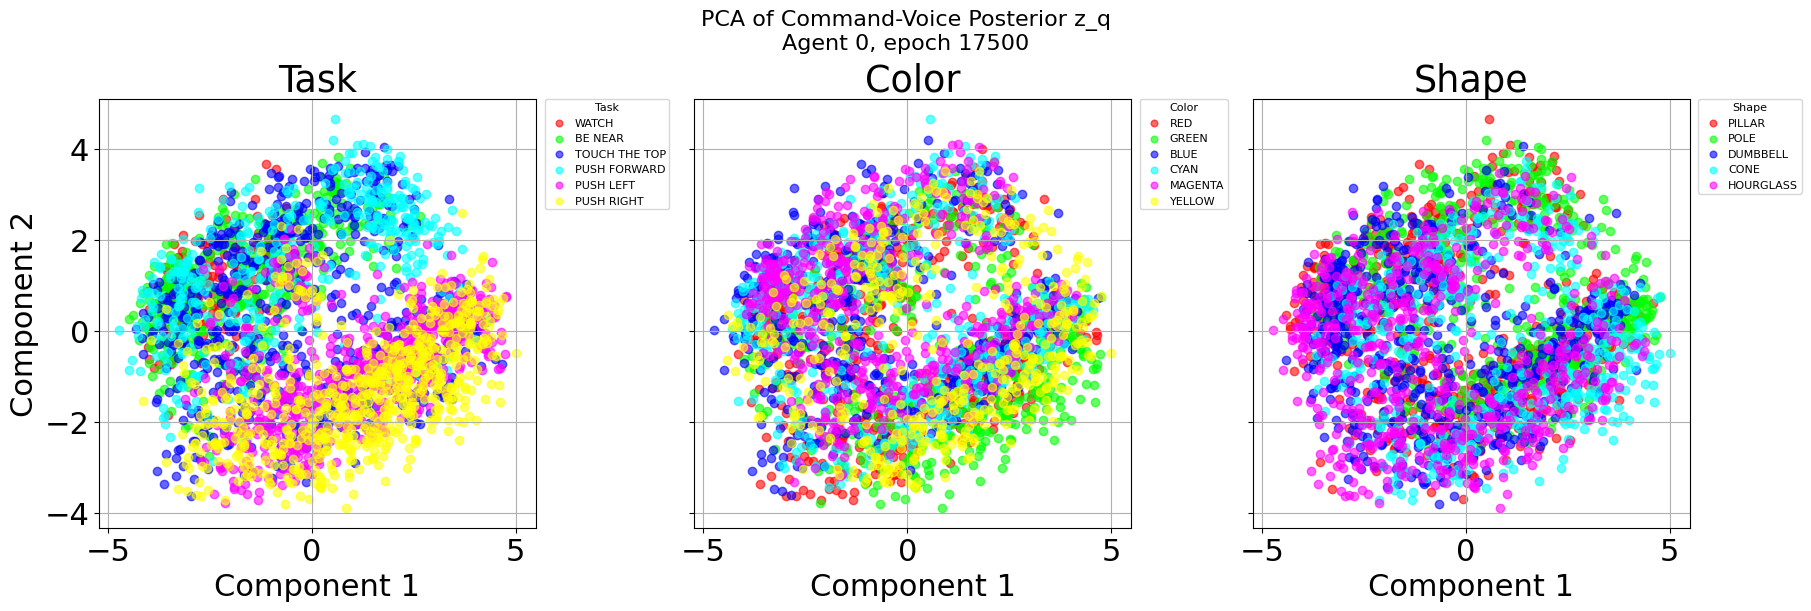 PCA of Command-Voice Posterior z_q
Agent 0, epoch 17500
Task
Color
Shape
Component 2
4
2
0
−2
−4
−5
0
5
Component 1
Task
WATCH
BE NEAR
TOUCH THE TOP
PUSH FORWARD
PUSH LEFT
PUSH RIGHT
−5
0
5
Component 1
Color
RED
GREEN
BLUE
CYAN
MAGENTA
YELLOW
−5
0
5
Component 1
Shape
PILLAR
POLE
DUMBBELL
CONE
HOURGLASS